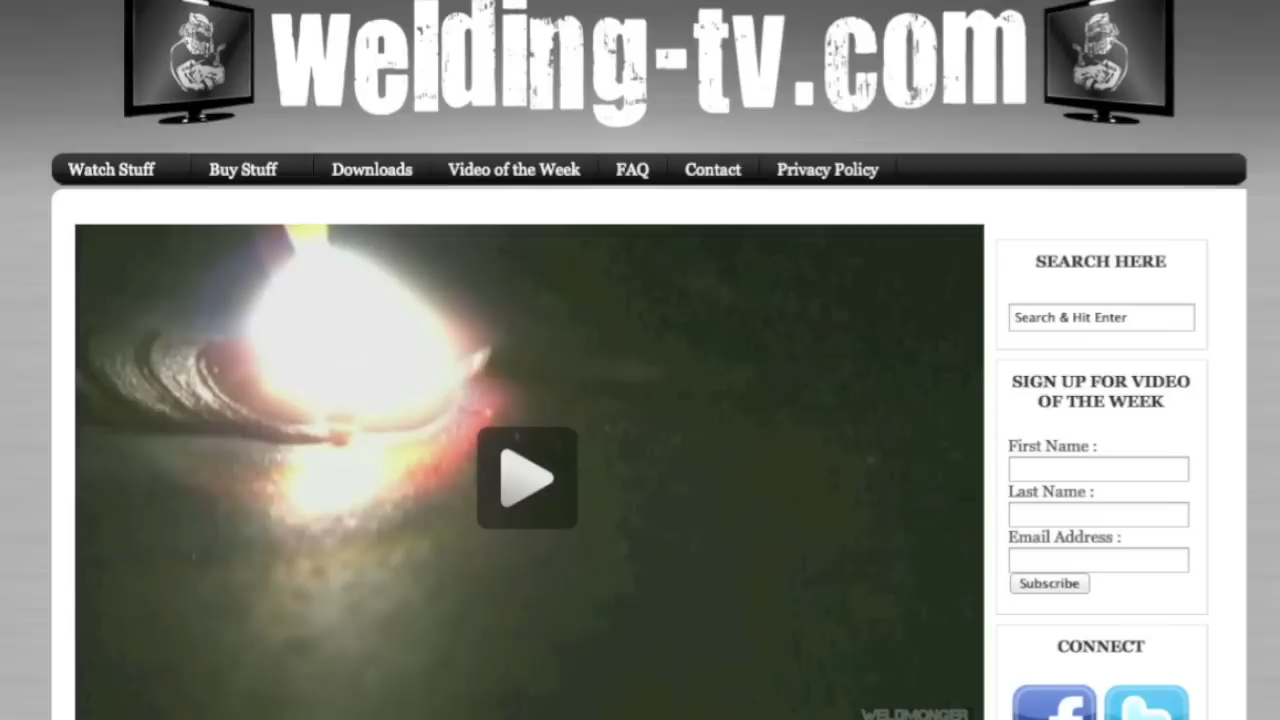 welding-tv.com
Watch Stuff Buy Stuff Downloads Video of the Week FAQ Contact Privacy Policy
SEARCH HERE
Search & Hit Enter
SIGN UP FOR VIDEO
OF THE WEEK
First Name :
Last Name :
Email Address :
Subscribe
CONNECT
WELDMONGER